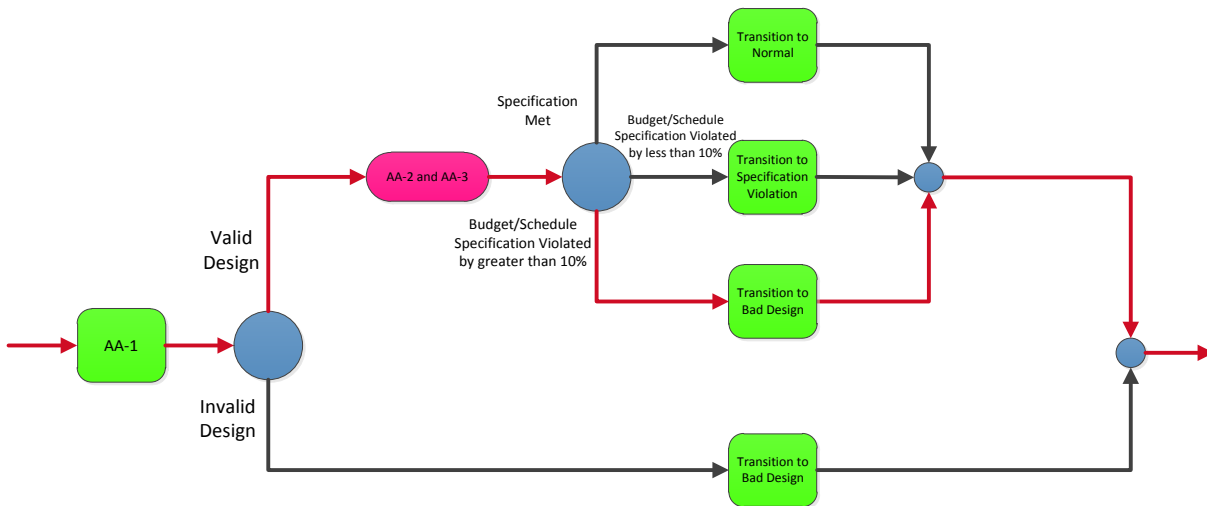 Transition to
Normal
Specification
Met
Budget/Schedule
Specification Violated
by less than 10%
Transition to
Specification
Violation
AA-2 and AA-3
Budget/Schedule
Specification Violated
by greater than 10%
Valid
Design
Transition to
Bad Design
AA-1
Invalid
Design
Transition to
Bad Design